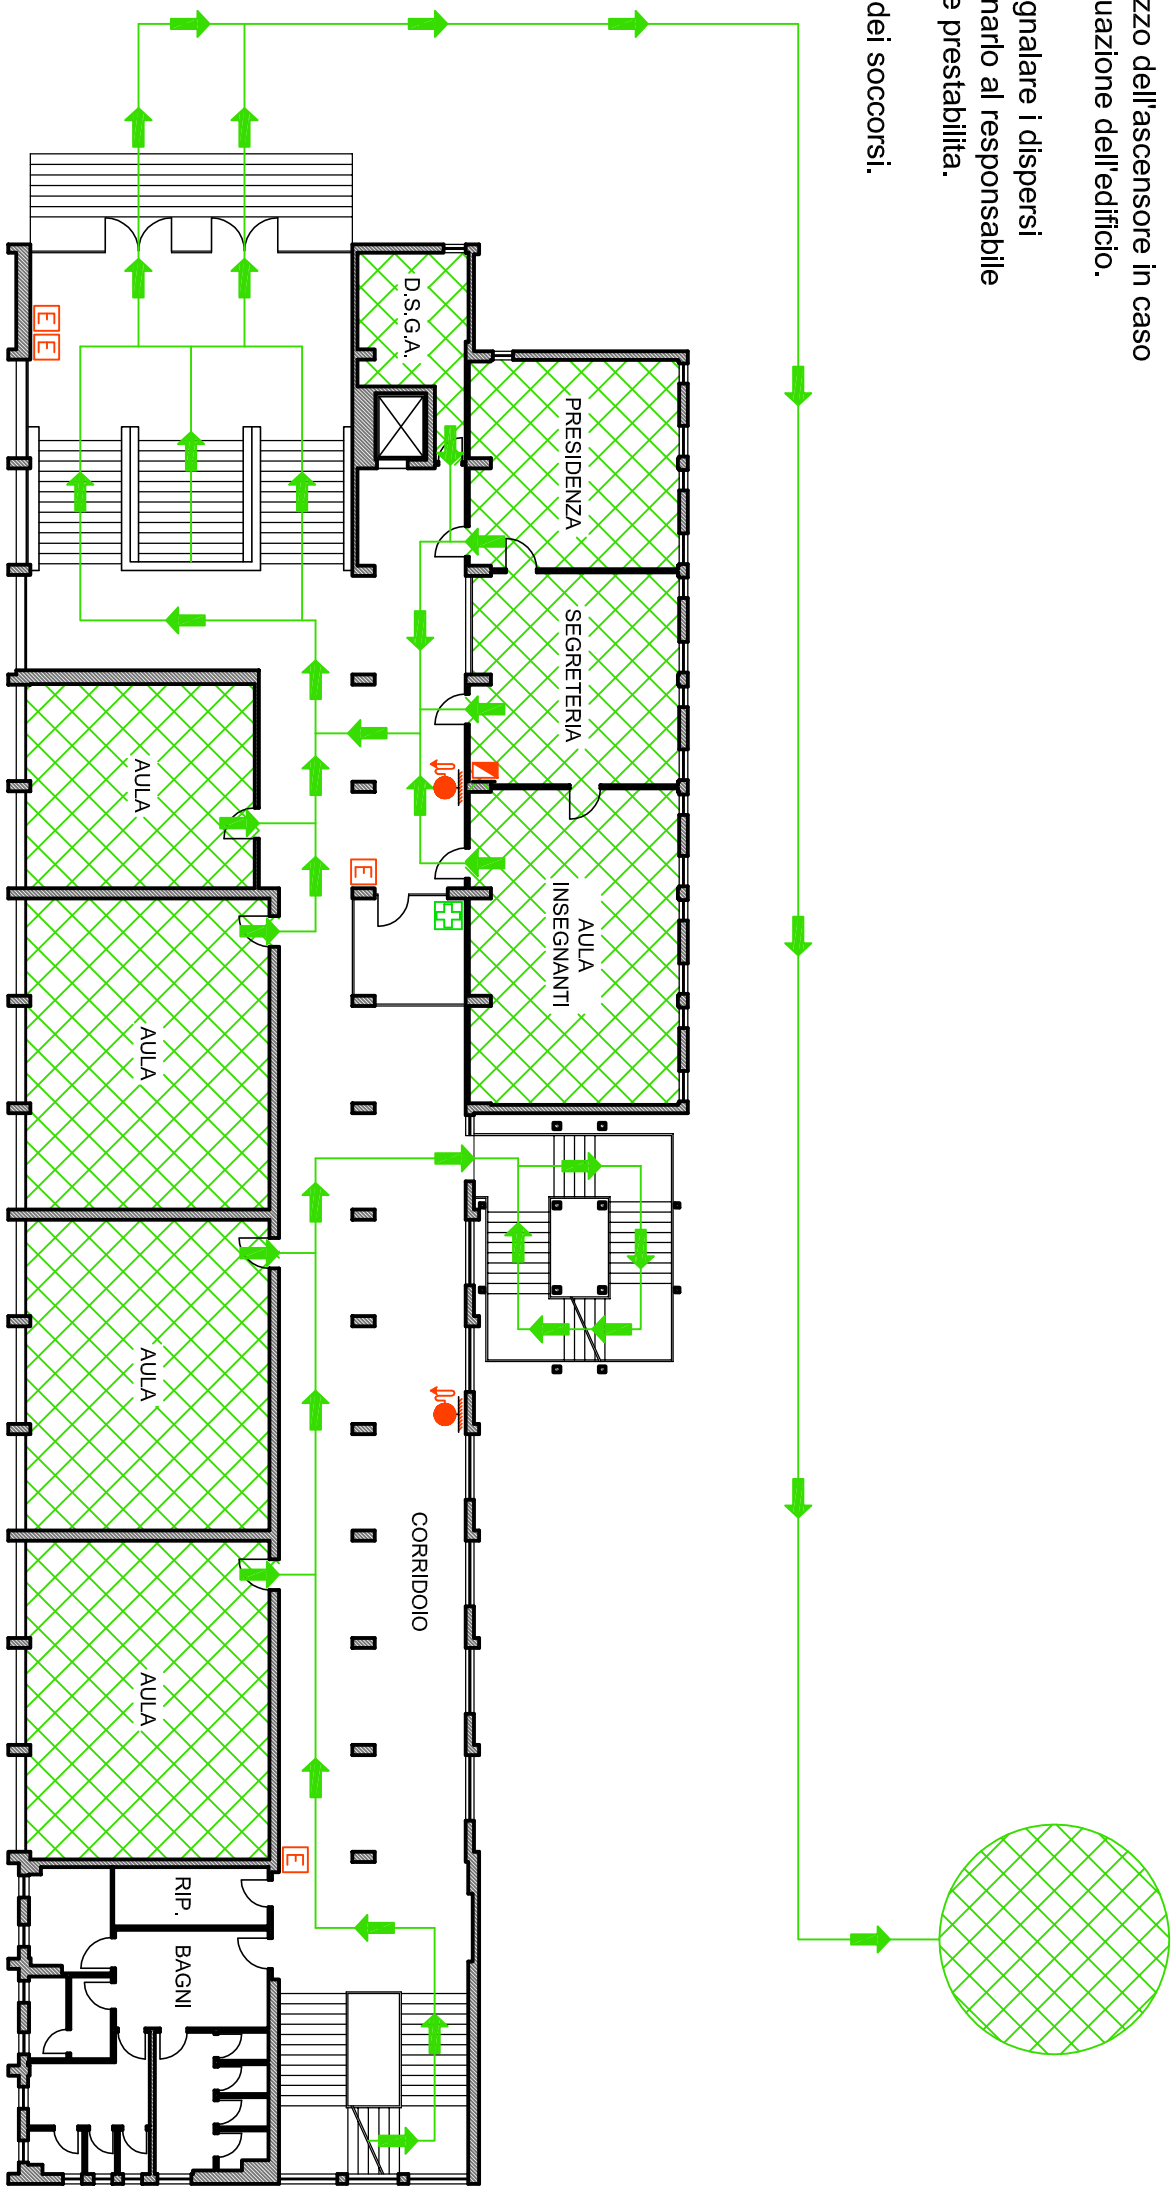 zzo dell'ascensore in caso
uazione dell'edificio.
gnalare i dispersi
narlo al responsabile
e prestabilita.
dei soccorsi.
PRESIDENZA
SEGRETERIA
AULA
INSEGNANTI
D.S.G.A.
CORRIDOIO
E
E
RIP.
BAGNI
AULA
AULA
AULA
AULA
E E